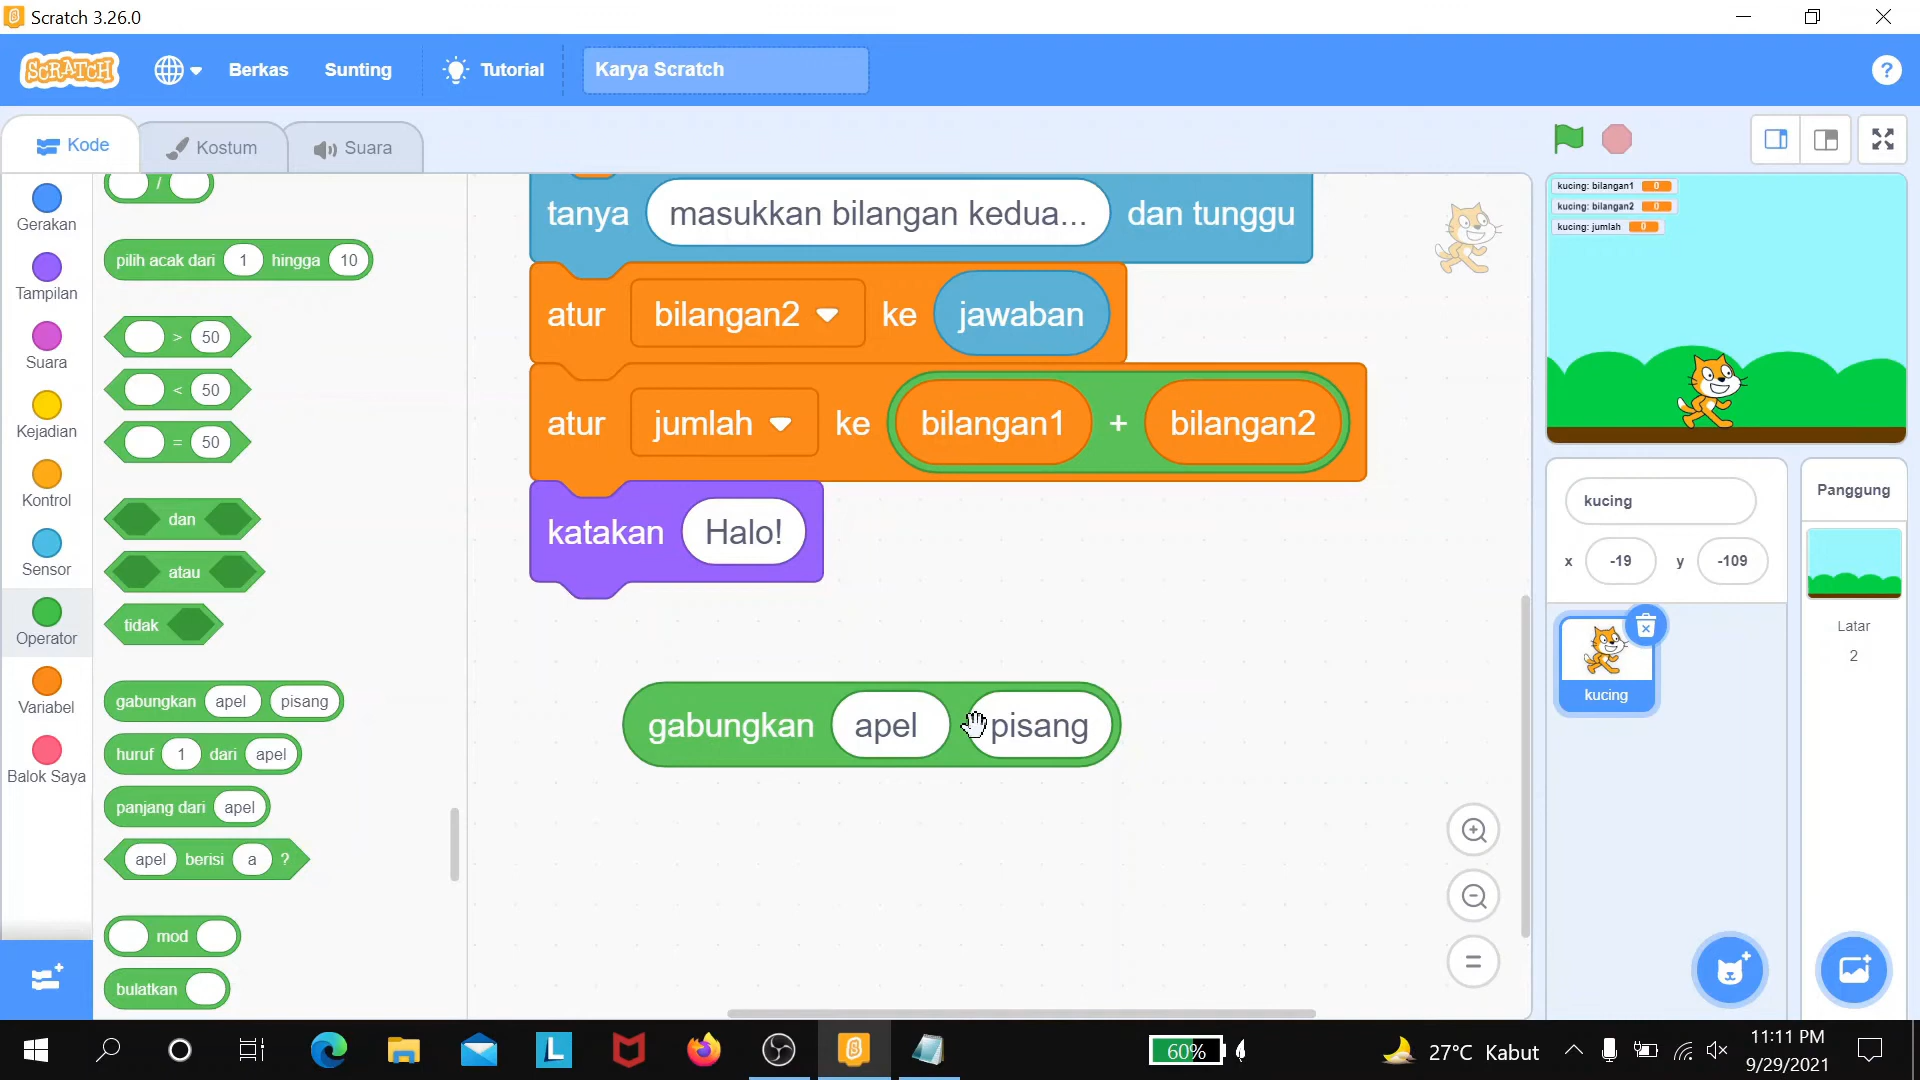 Scratch 3.26.0
SCRATCH
Berkas
Sunting
Tutorial
Karya Scratch
?
Kode
Kostum
Suara
Gerakan
Tampilan
Suara
Kejadian
Kontrol
Sensor
Operator
Variabel
Balok Saya
/
pilih acak dari 1 hingga 10
> 50
< 50
= 50
dan
atau
tidak
gabungkan apel pisang
huruf 1 dari apel
panjang dari apel
apel berisi a ?
mod
bulatkan
tanya masukkan bilangan kedua... dan tunggu
atur bilangan2 ke jawaban
atur jumlah ke bilangan1 + bilangan2
katakan Halo!
gabungkan apel pisang
kucing: bilangan1 0
kucing: bilangan2 0
kucing: jumlah 0
kucing
x -19 y -109
kucing
Panggung
Latar
2
60%
27°C Kabut
11:11 PM
9/29/2021